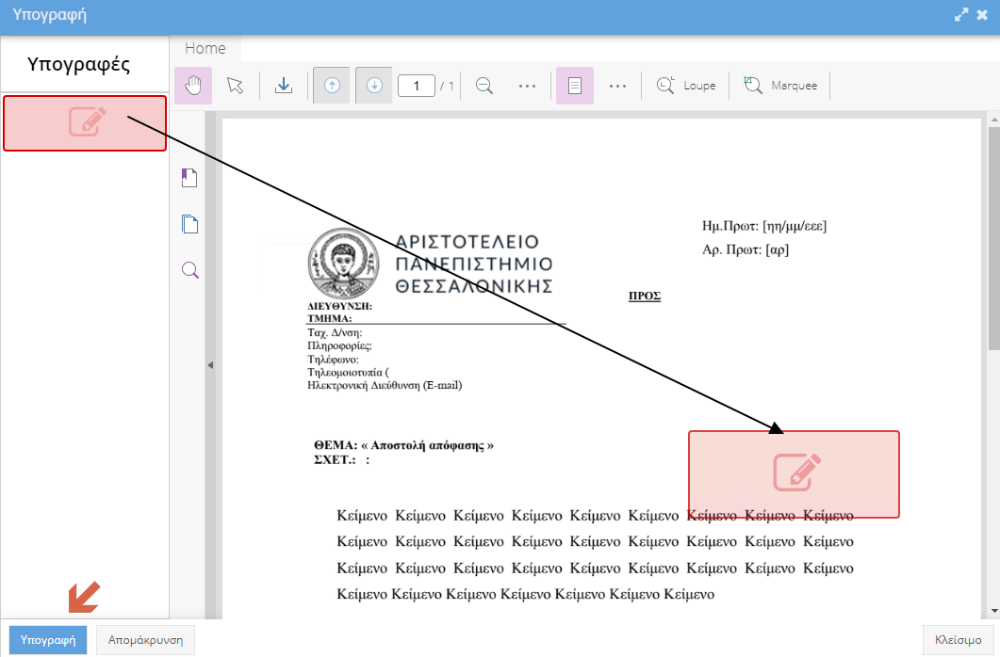 Υπογραφή
Υπογραφές
Home
1 / 1
Loupe
Marquee
Ημ.Πρωτ: [ηη/μμ/εεε]
Αρ. Πρωτ: [αρ]
ΑΡΙΣΤΟΤΕΛΕΙΟ
ΠΑΝΕΠΙΣΤΗΜΙΟ
ΘΕΣΣΑΛΟΝΙΚΗΣ
ΠΡΟΣ
ΔΙΕΥΘΥΝΣΗ:
ΤΜΗΜΑ:
Ταχ. Δ/νση:
Πληροφορίες:
Τηλέφωνο:
Τηλεομοιοτυπία (
Ηλεκτρονική Διεύθυνση (E-mail)
ΘΕΜΑ: « Αποστολή απόφασης »
ΣΧΕΤ.: :
Κείμενο Κείμενο Κείμενο Κείμενο Κείμενο Κείμενο Κείμενο Κείμενο Κείμενο
Κείμενο Κείμενο Κείμενο Κείμενο Κείμενο Κείμενο Κείμενο Κείμενο Κείμενο
Κείμενο Κείμενο Κείμενο Κείμενο Κείμενο Κείμενο Κείμενο Κείμενο Κείμενο
Κείμενο Κείμενο Κείμενο Κείμενο Κείμενο Κείμενο Κείμενο
Υπογραφή
Απομάκρυνση
Κλείσιμο